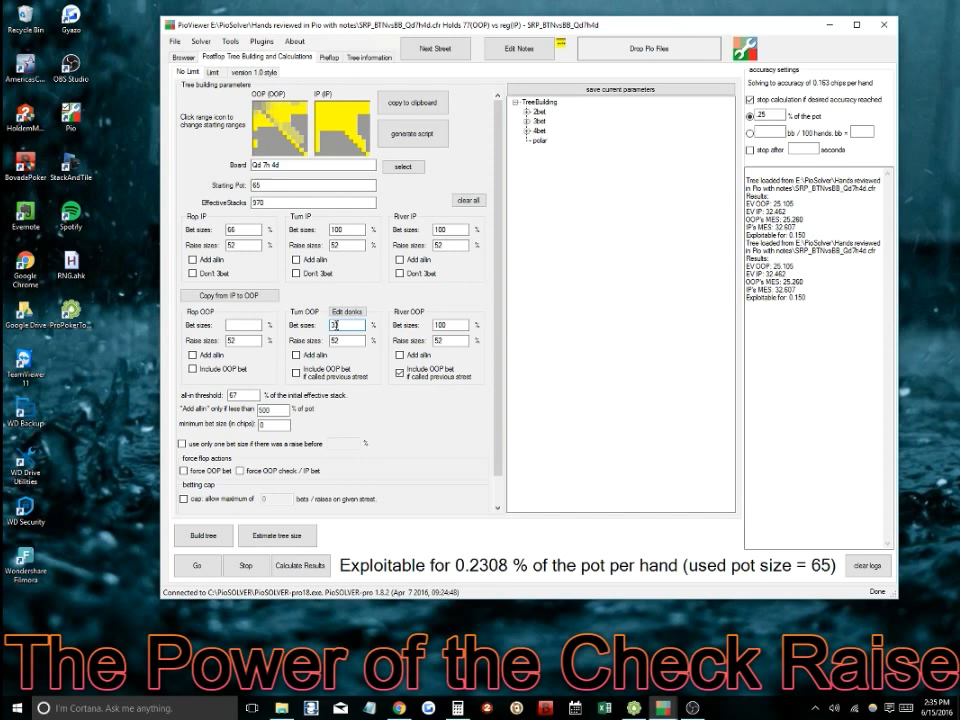 Recycle Bin
Gyazo
AmericasC...
OBS Studio
HoldemM...
Pio
BovadaPoker
StackAndTile
Evernote
Spotify
Google Chrome
RNG.ahk
Google Drive
ProPokerTo...
TeamViewer 11
WD Backup
WD Drive Utilities
WD Security
Wondershare Filmora
PioViewer E:\PioSolver\Hands reviewed in Pio with notes\SRP_BTNvsBB_Qd7h4d.cfr Holds 77(OOP) vs reg(IP) - SRP_BTNvsBB_Qd7h4d
File Solver Tools Plugins About
Next Street
Edit Notes
Drop Pio Files
Browser Postflop Tree Building and Calculations Preflop Tree information
No Limit Limit version 1.0 style
Tree building parameters
OOP (OOP) IP (IP)
Click range icon to change starting ranges
copy to clipboard
generate script
Board Qd 7h 4d select
Starting Pot: 65
EffectiveStacks 970
clear all
Flop IP Turn IP River IP
Bet sizes: 66 % Bet sizes: 100 % Bet sizes: 100 %
Raise sizes: 52 % Raise sizes: 52 % Raise sizes: 52 %
Add allin Add allin Add allin
Don't 3bet Don't 3bet Don't 3bet
Copy from IP to OOP
Flop OOP Turn OOP Edit donks River OOP
Bet sizes: % Bet sizes: % Bet sizes: 100 %
Raise sizes: 52 % Raise sizes: 52 % Raise sizes: 52 %
Add allin Add allin Add allin
Include OOP bet Include OOP bet if called previous street Include OOP bet if called previous street
all-in threshold: 67 % of the initial effective stack.
"Add allin" only if less than 500 % of pot
minimum bet size (in chips): 0
use only one bet size if there was a raise before %
force flop actions
force OOP bet force OOP check / IP bet
betting cap
cap: allow maximum of 0 bets / raises on given street.
Build tree Estimate tree size
Go Stop Calculate Results
Exploitable for 0.2308 % of the pot per hand (used pot size = 65)
clear logs
Connected to C:\PioSOLVER\PioSOLVER-pro18.exe. PioSOLVER-pro 1.8.2 (Apr 7 2016, 09:24:48)
Done
save current parameters
TreeBuilding
2bet
3bet
4bet
polar
accuracy settings
Solving to accuracy of 0.163 chips per hand
stop calculation if desired accuracy reached
.25 % of the pot
bb / 100 hands. bb =
stop after seconds
Tree loaded from E:\PioSolver\Hands reviewed
in Pio with notes\SRP_BTNvsBB_Qd7h4d.cfr
Results:
EV OOP: 25.105
EV IP: 32.462
OOP's MES: 25.260
IP's MES: 32.607
Exploitable for: 0.150
Tree loaded from E:\PioSolver\Hands reviewed
in Pio with notes\SRP_BTNvsBB_Qd7h4d.cfr
Results:
EV OOP: 25.105
EV IP: 32.462
OOP's MES: 25.260
IP's MES: 32.607
Exploitable for: 0.150
The Power of the Check Raise
I'm Cortana. Ask me anything.
2:35 PM
6/15/2016